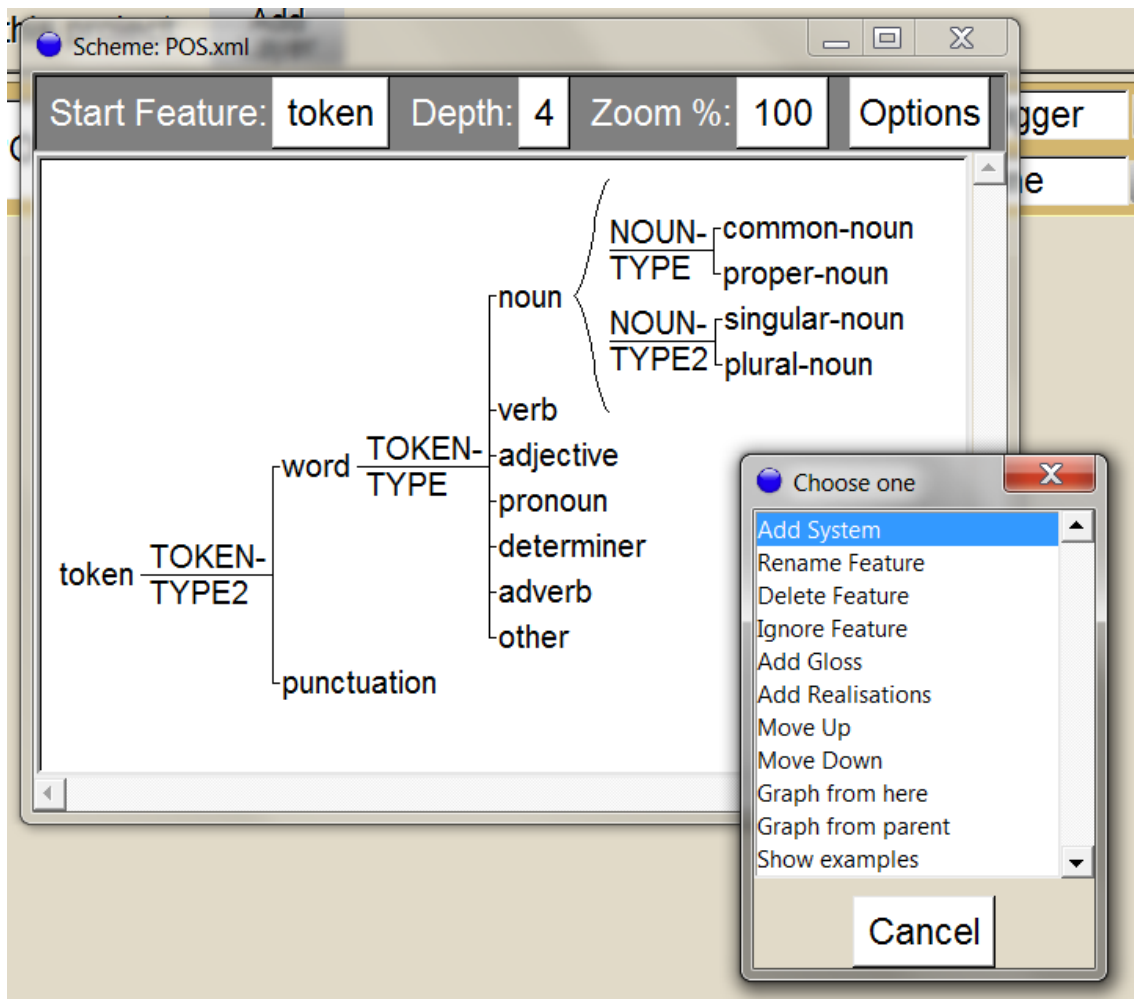 Add
Scheme: POS.xml
Start Feature: token Depth: 4 Zoom %: 100 Options
NOUN-
TYPE
common-noun
proper-noun
noun
NOUN-
TYPE2
singular-noun
plural-noun
verb
adjective
pronoun
determiner
adverb
other
word
TOKEN-
TYPE
token
TOKEN-
TYPE2
punctuation
Choose one
Add System
Rename Feature
Delete Feature
Ignore Feature
Add Gloss
Add Realisations
Move Up
Move Down
Graph from here
Graph from parent
Show examples
Cancel